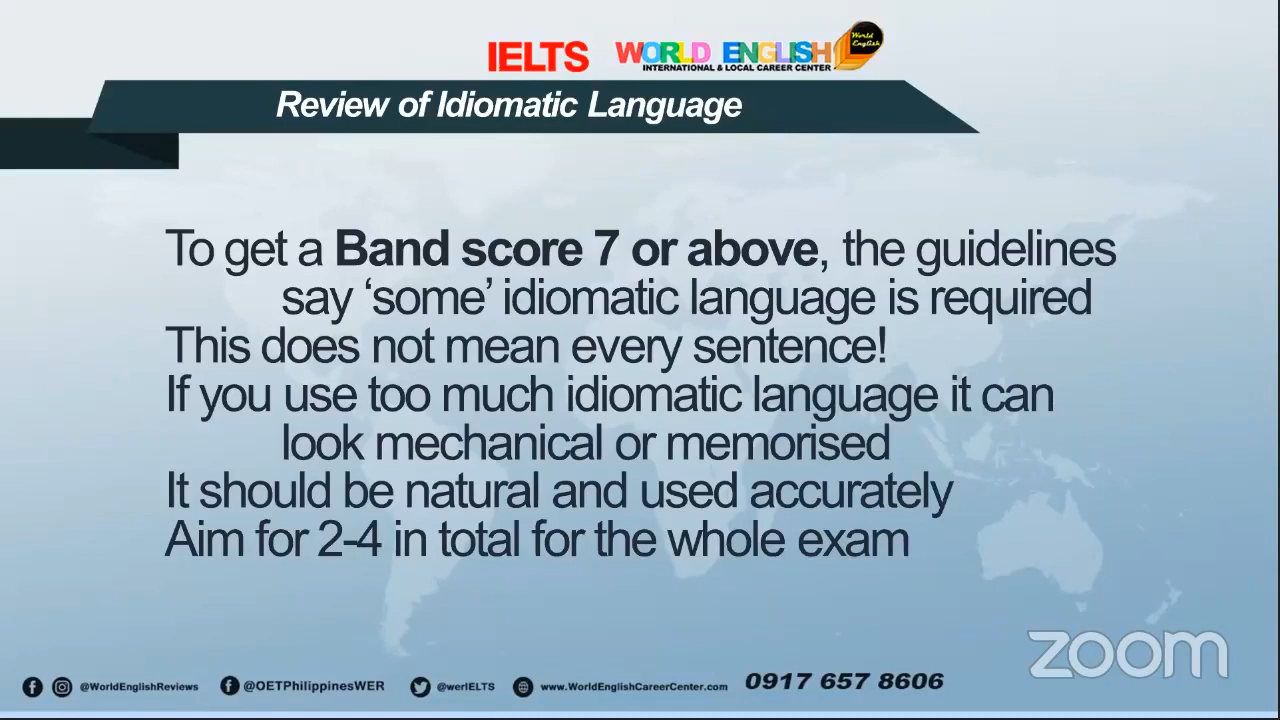 IELTS WORLD ENGLISH World English
INTERNATIONAL & LOCAL CAREER CENTER
Review of Idiomatic Language
To get a Band score 7 or above, the guidelines
say ‘some’ idiomatic language is required
This does not mean every sentence!
If you use too much idiomatic language it can
look mechanical or memorised
It should be natural and used accurately
Aim for 2-4 in total for the whole exam
zoom
@WorldEnglishReviews @OETPhilippinesWER @werIELTS www.WorldEnglishCareerCenter.com 0917 657 8606